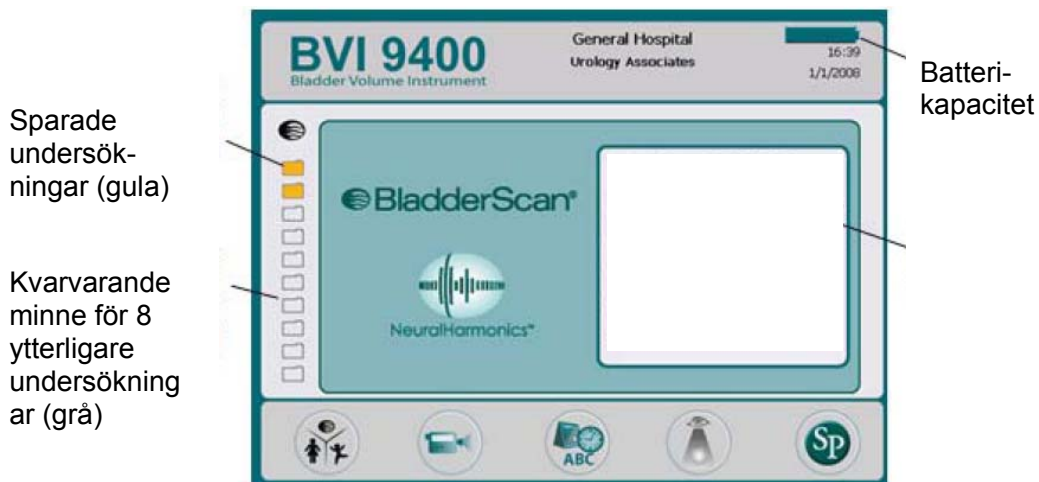 BVI 9400
Bladder Volume Instrument
General Hospital
Urology Associates
16:39
1/1/2008
Batteri-
kapacitet
Sparade
undersök-
ningar (gula)
BladderScan®
NeuralHarmonics™
Kvarvarande
minne för 8
ytterligare
undersökning
ar (grå)
ABC
SP